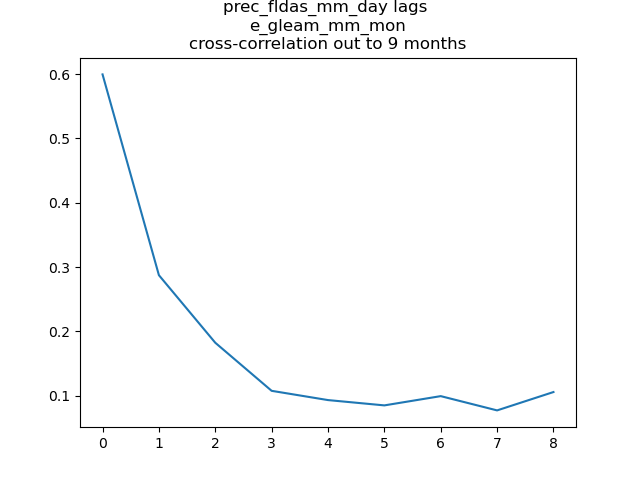 prec_fldas_mm_day lags
e_gleam_mm_mon
cross-correlation out to 9 months
0.6
0.5
0.4
0.3
0.2
0.1
0 1 2 3 4 5 6 7 8